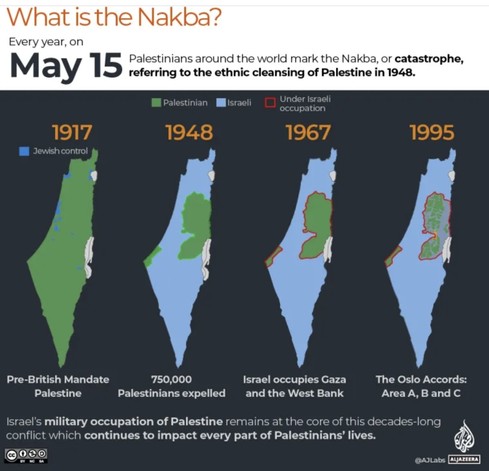 What is the Nakba?
Every year, on
May 15
Palestinians around the world mark the Nakba, or catastrophe,
referring to the ethnic cleansing of Palestine in 1948.
Palestinian
Israeli
Under Israeli
occupation
1917
1948
1967
1995
Jewish control
Pre-British Mandate
Palestine
750,000
Palestinians expelled
Israel occupies Gaza
and the West Bank
The Oslo Accords:
Area A, B and C
Israel's military occupation of Palestine remains at the core of this decades-long
conflict which continues to impact every part of Palestinians' lives.
@AJLabs
ALJAZEERA